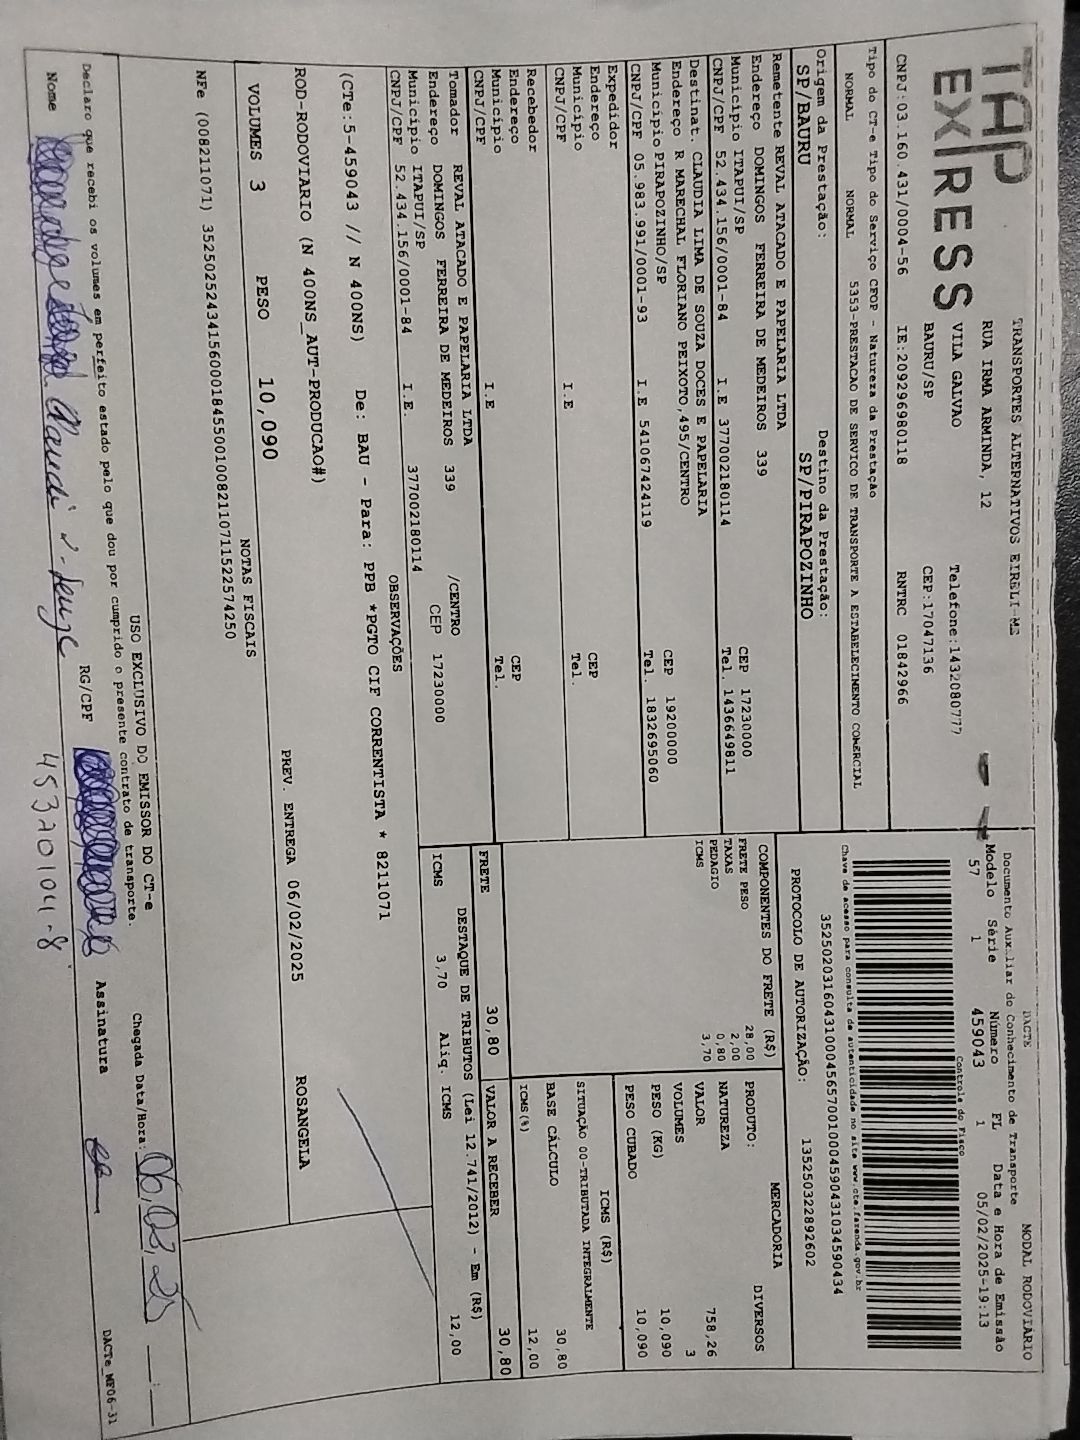 TAP
EXPRESS
TRANSPORTES ALTERNATIVOS EIRELI-ME
RUA IRMA ARMINDA, 12
VILA GALVAO Telefone:1432080777
BAURU/SP CEP:17047136
CNPJ:03.160.431/0004-56 IE:209296980118 RNTRC 01842966
DACTE MODAL RODOVIÁRIO
Documento Auxiliar do Conhecimento de Transporte
Modelo Série Número FL Data e Hora de Emissão
57 1 459043 1 05/02/2025-19:13
Controle do Fisco
Chave de acesso para consulta de autenticidade no site www.cte.fazenda.gov.br
35250203160431000456570010004590431034590434
PROTOCOLO DE AUTORIZAÇÃO: 135250322892602
Tipo do CT-e Tipo do Serviço CFOP - Natureza da Prestação
NORMAL NORMAL 5353-PRESTACAO DE SERVICO DE TRANSPORTE A ESTABELECIMENTO COMERCIAL
Origem da Prestação: Destino da Prestação:
SP/BAURU SP/PIRAPOZINHO
Remetente REVAL ATACADO E PAPELARIA LTDA
Endereço DOMINGOS FERREIRA DE MEDEIROS 339
Município ITAPUI/SP CEP 17230000
CNPJ/CPF 52.434.156/0001-84 I.E 377002180114 Tel. 1436649811
Destinat. CLAUDIA LIMA DE SOUZA DOCES E PAPELARIA
Endereço R MARECHAL FLORIANO PEIXOTO,495/CENTRO
Município PIRAPOZINHO/SP CEP 19200000
CNPJ/CPF 05.983.991/0001-93 I.E 541067424119 Tel. 1832695060
Expedidor
Endereço
Município CEP
CNPJ/CPF I.E Tel.
Recebedor
Endereço
Município CEP
CNPJ/CPF I.E Tel.
Tomador REVAL ATACADO E PAPELARIA LTDA
Endereço DOMINGOS FERREIRA DE MEDEIROS 339 /CENTRO
Município ITAPUI/SP CEP 17230000
CNPJ/CPF 52.434.156/0001-84 I.E. 377002180114
COMPONENTES DO FRETE (R$)
FRETE PESO 28,00
TAXAS 2,00
PEDAGIO 0,80
ICMS 3,70
MERCADORIA
PRODUTO: DIVERSOS
NATUREZA
VALOR 758,26
VOLUMES 3
PESO (KG) 10,090
PESO CUBADO 10,090
ICMS (R$)
SITUAÇÃO 00-TRIBUTADA INTEGRALMENTE
BASE CÁLCULO 30,80
ICMS(%) 12,00
FRETE 30,80 VALOR A RECEBER 30,80
DESTAQUE DE TRIBUTOS (Lei 12.741/2012) - Em (R$)
ICMS 3,70 Aliq. ICMS 12,00
OBSERVAÇÕES
(CTe:5-459043 // N 400NS) De: BAU - Para: PPB *PGTO CIF CORRENTISTA * 8211071
ROD-RODOVIARIO (N 400NS_AUT-PRODUCAO#)
VOLUMES 3 PESO 10,090 PREV. ENTREGA 06/02/2025 ROSANGELA
NOTAS FISCAIS
NFe (008211071) 35250252434156000184550010082110711522574250
USO EXCLUSIVO DO EMISSOR DO CT-e
Declaro que recebi os volumes em perfeito estado pelo que dou por cumprido o presente contrato de transporte.
Chegada Data/Hora:
Nome RG/CPF 45320104-8 Assinatura
DACTe_MP06-31